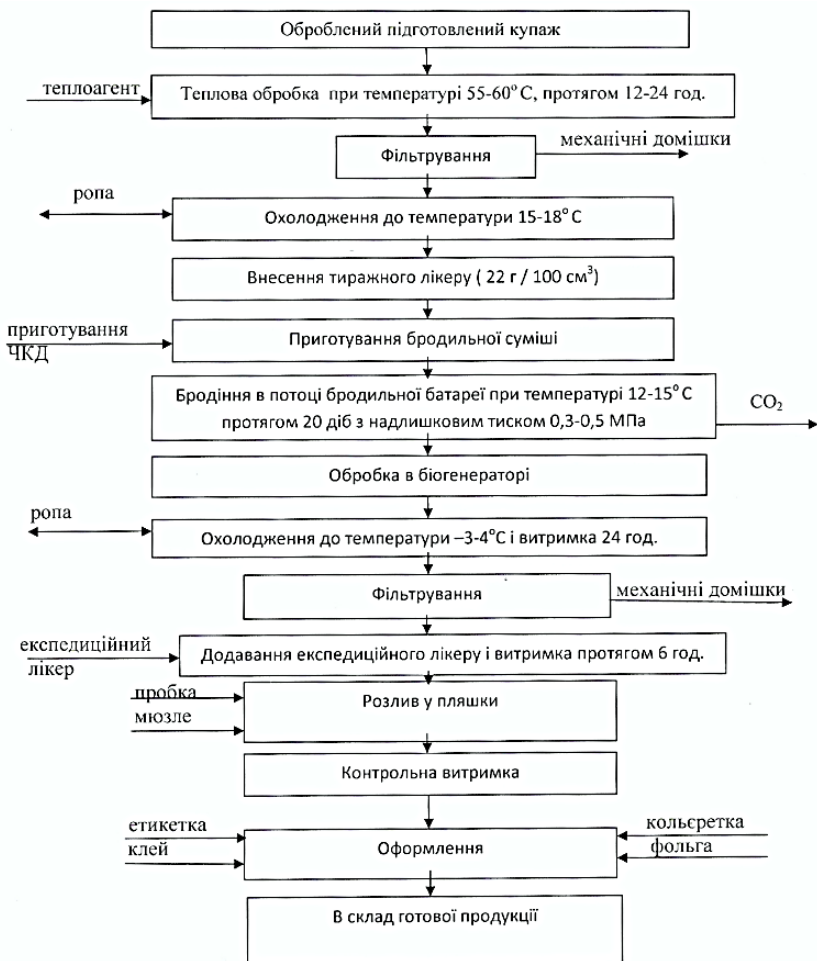 Оброблений підготовлений купаж
теплоагент
Теплова обробка при температурі 55-60° С, протягом 12-24 год.
механічні домішки
Фільтрування
ропа
Охолодження до температури 15-18° С
Внесення тиражного лікеру ( 22 г / 100 см³)
приготування
ЧКД
Приготування бродильної суміші
Бродіння в потоці бродильної батареї при температурі 12-15° С
протягом 20 діб з надлишковим тиском 0,3-0,5 МПа
CO₂
Обробка в біогенераторі
ропа
Охолодження до температури –3-4°С і витримка 24 год.
Фільтрування
механічні домішки
експедиційний
лікер
Додавання експедиційного лікеру і витримка протягом 6 год.
пробка
мюзле
Розлив у пляшки
Контрольна витримка
етикетка
клей
Оформлення
кольєретка
фольга
В склад готової продукції